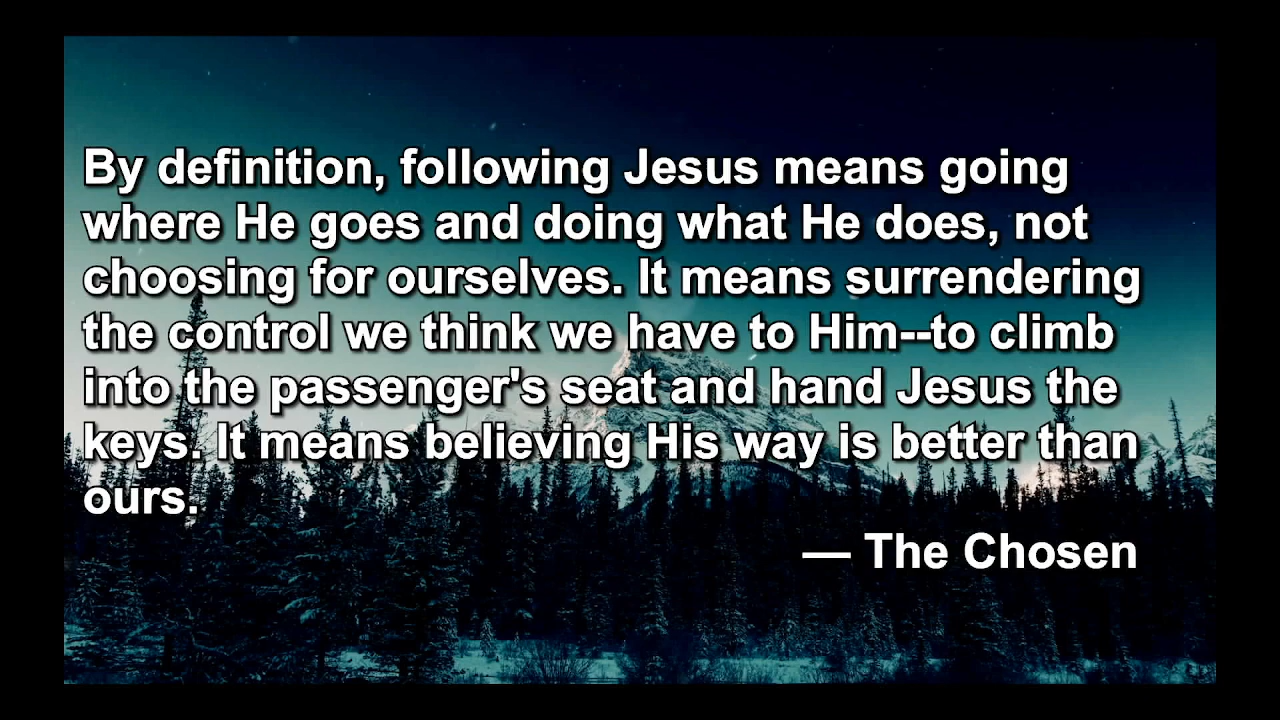 By definition, following Jesus means going
where He goes and doing what He does, not
choosing for ourselves. It means surrendering
the control we think we have to Him--to climb
into the passenger's seat and hand Jesus the
keys. It means believing His way is better than
ours.
— The Chosen